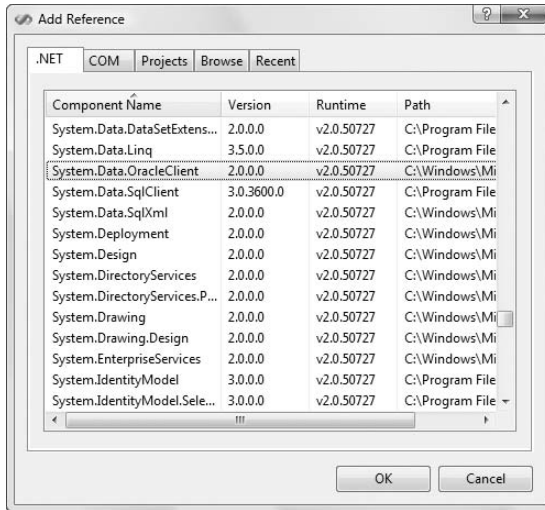 Add Reference
.NET COM Projects Browse Recent
Component Name Version Runtime Path
System.Data.DataSetExtens... 2.0.0.0 v2.0.50727 C:\Program File
System.Data.Linq 3.5.0.0 v2.0.50727 C:\Program File
System.Data.OracleClient 2.0.0.0 v2.0.50727 C:\Windows\Mi
System.Data.SqlClient 3.0.3600.0 v2.0.50727 C:\Program File
System.Data.SqlXml 2.0.0.0 v2.0.50727 C:\Windows\Mi
System.Deployment 2.0.0.0 v2.0.50727 C:\Windows\Mi
System.Design 2.0.0.0 v2.0.50727 C:\Windows\Mi
System.DirectoryServices 2.0.0.0 v2.0.50727 C:\Windows\Mi
System.DirectoryServices.P... 2.0.0.0 v2.0.50727 C:\Windows\Mi
System.Drawing 2.0.0.0 v2.0.50727 C:\Windows\Mi
System.Drawing.Design 2.0.0.0 v2.0.50727 C:\Windows\Mi
System.EnterpriseServices 2.0.0.0 v2.0.50727 C:\Windows\Mi
System.IdentityModel 3.0.0.0 v2.0.50727 C:\Program File
System.IdentityModel.Sele... 3.0.0.0 v2.0.50727 C:\Program File
OK Cancel